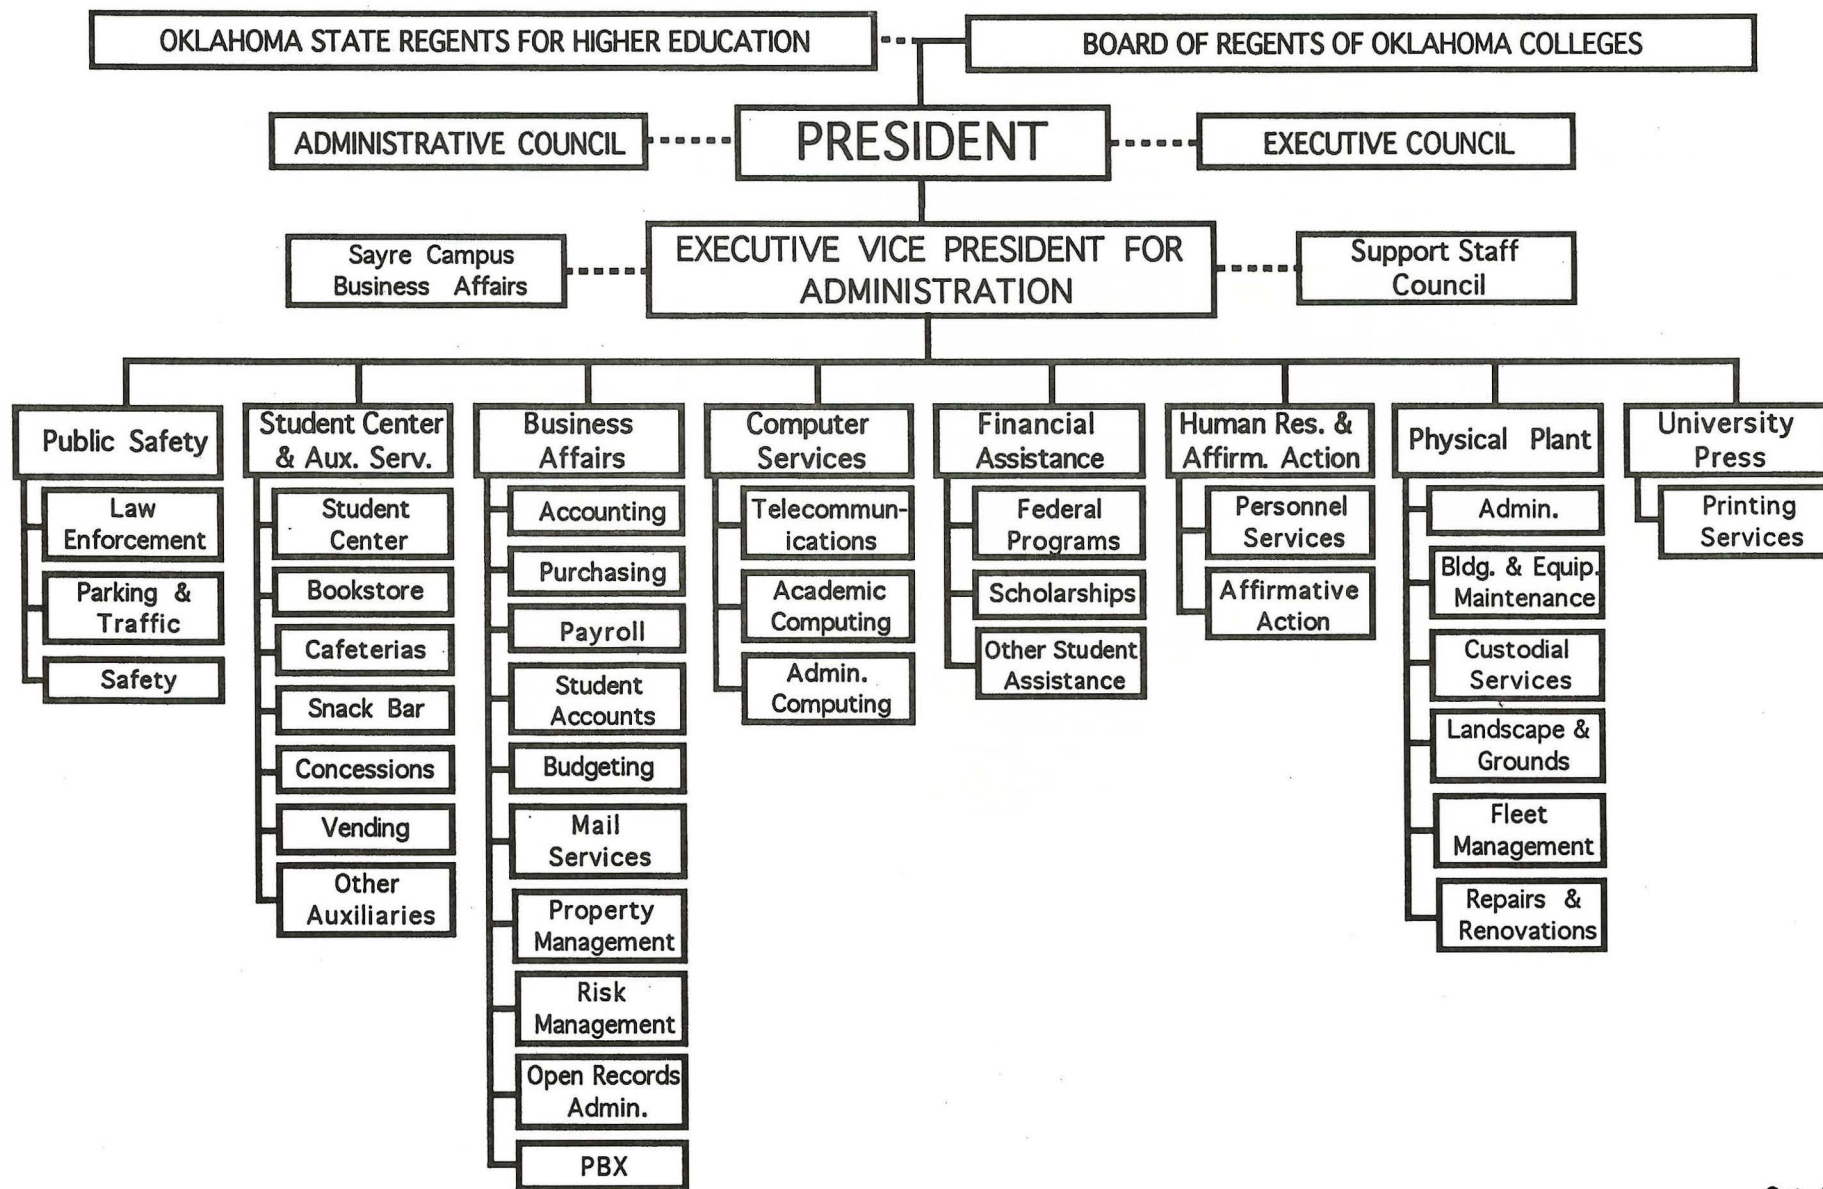 OKLAHOMA STATE REGENTS FOR HIGHER EDUCATION
BOARD OF REGENTS OF OKLAHOMA COLLEGES
ADMINISTRATIVE COUNCIL
PRESIDENT
EXECUTIVE COUNCIL
Sayre Campus
Business Affairs
EXECUTIVE VICE PRESIDENT FOR
ADMINISTRATION
Support Staff
Council
Public Safety
Law
Enforcement
Parking &
Traffic
Safety
Student Center
& Aux. Serv.
Student
Center
Bookstore
Cafeterias
Snack Bar
Concessions
Vending
Other
Auxiliaries
Business
Affairs
Accounting
Purchasing
Payroll
Student
Accounts
Budgeting
Mail
Services
Property
Management
Risk
Management
Open Records
Admin.
PBX
Computer
Services
Telecommun-
ications
Academic
Computing
Admin.
Computing
Financial
Assistance
Federal
Programs
Scholarships
Other Student
Assistance
Human Res. &
Affirm. Action
Personnel
Services
Affirmative
Action
Physical Plant
Admin.
Bldg. & Equip.
Maintenance
Custodial
Services
Landscape &
Grounds
Fleet
Management
Repairs &
Renovations
University
Press
Printing
Services